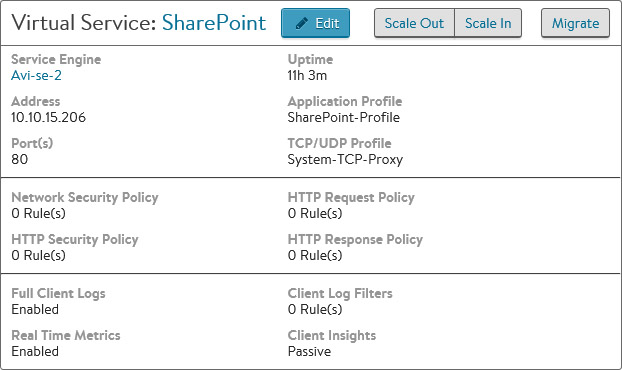 Virtual Service: SharePoint Edit Scale Out Scale In Migrate
Service Engine Uptime
Avi-se-2 11h 3m
Address Application Profile
10.10.15.206 SharePoint-Profile
Port(s) TCP/UDP Profile
80 System-TCP-Proxy
Network Security Policy HTTP Request Policy
0 Rule(s) 0 Rule(s)
HTTP Security Policy HTTP Response Policy
0 Rule(s) 0 Rule(s)
Full Client Logs Client Log Filters
Enabled 0 Rule(s)
Real Time Metrics Client Insights
Enabled Passive